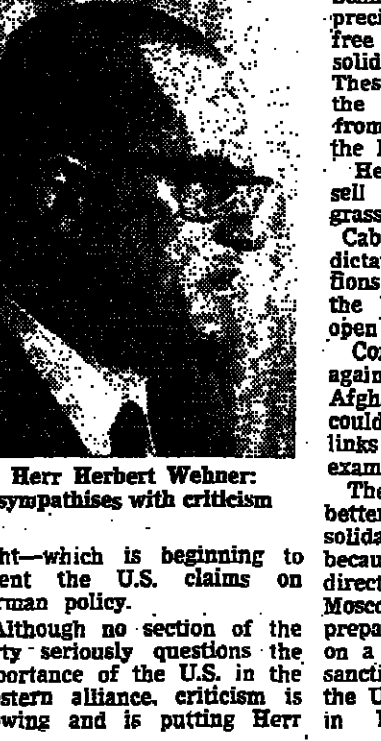 Herr Herbert Wehner:
sympathises with criticism
ht—which is beginning to
ent the U.S. claims on
rman policy.
Although no section of the
rty seriously questions the
portance of the U.S. in the
stern alliance, criticism is
wing and is putting Herr
preci
free
solid
Thes
the
from
the
He
sell
grass
Cab
dicta
tions
the
open
Co
again
Afgh
could
links
exam
The
better
solida
becau
direct
Mosco
prepa
on a
sancti
the U
in